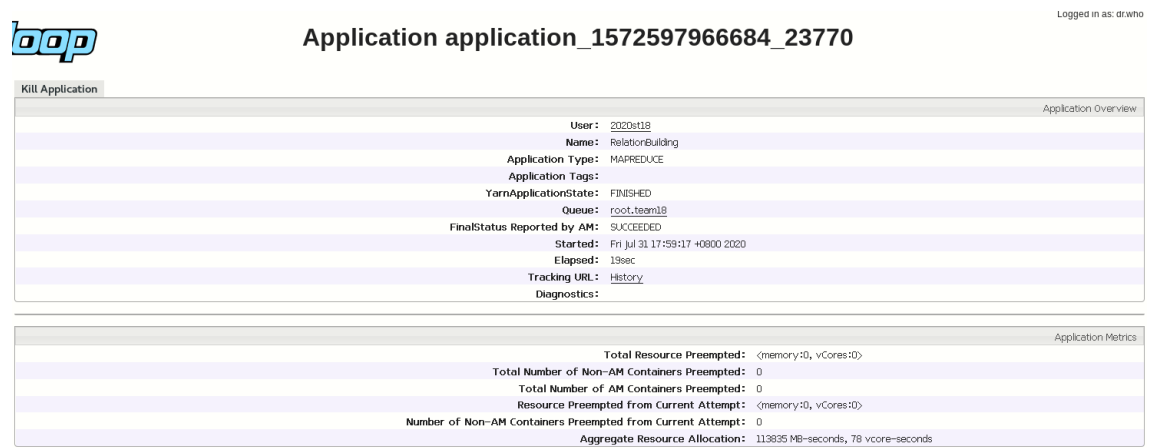 Logged in as: dr.who
Application application_1572597966684_23770
Kill Application
Application Overview
User: 2020st18
Name: RelationBuilding
Application Type: MAPREDUCE
Application Tags:
YarnApplicationState: FINISHED
Queue: root.team18
FinalStatus Reported by AM: SUCCEEDED
Started: Fri Jul 31 17:59:17 +0800 2020
Elapsed: 19sec
Tracking URL: History
Diagnostics:
Application Metrics
Total Resource Preempted: <memory:0, vCores:0>
Total Number of Non-AM Containers Preempted: 0
Total Number of AM Containers Preempted: 0
Resource Preempted from Current Attempt: <memory:0, vCores:0>
Number of Non-AM Containers Preempted from Current Attempt: 0
Aggregate Resource Allocation: 113835 MB-seconds, 78 vcore-seconds